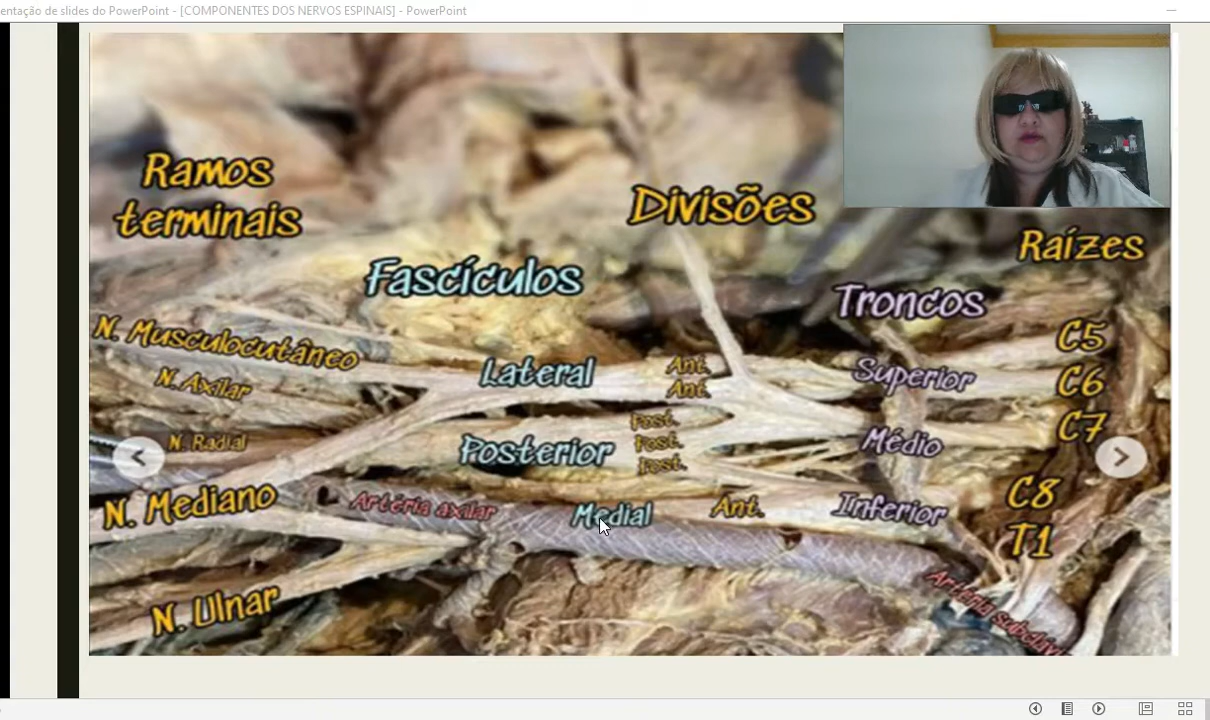 entação de slides do PowerPoint - [COMPONENTES DOS NERVOS ESPINAIS] - PowerPoint
Ramos
terminais
Divisões
Raízes
Fascículos
Troncos
N. Musculocutâneo
C5
Lateral
Ant.
Superior
N. Axilar
Ant.
C6
Post.
C7
N. Radial
Posterior
Post.
Médio
Post.
N. Mediano
Artéria axilar
Medial
Ant.
Inferior
C8
T1
N. Ulnar
Artéria subcláv